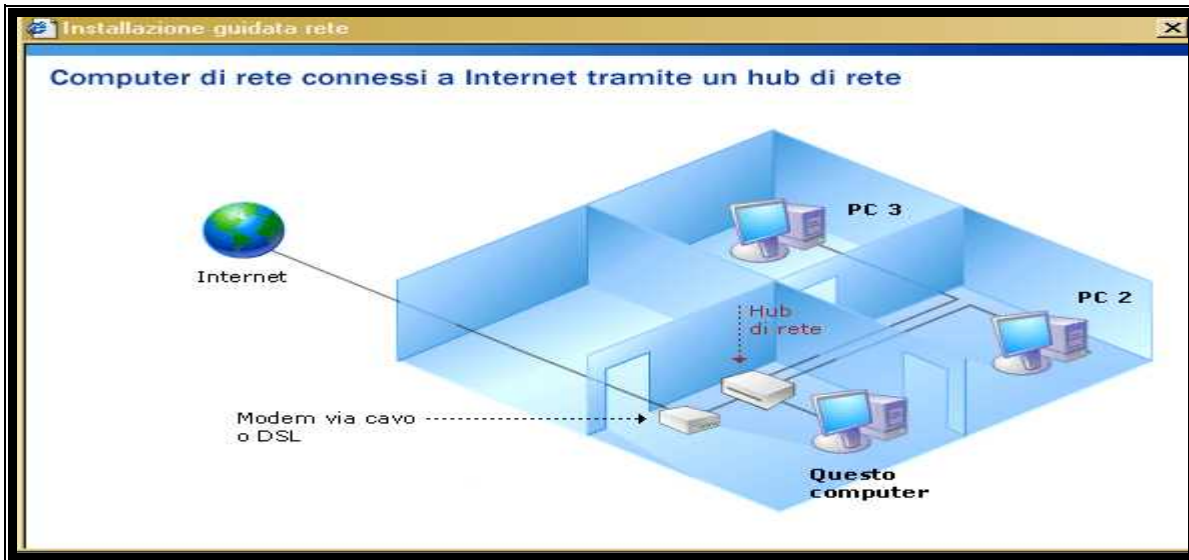 Installazione guidata rete
Computer di rete connessi a Internet tramite un hub di rete
PC 3
Internet
PC 2
Hub
di rete
Modem via cavo
o DSL
Questo
computer